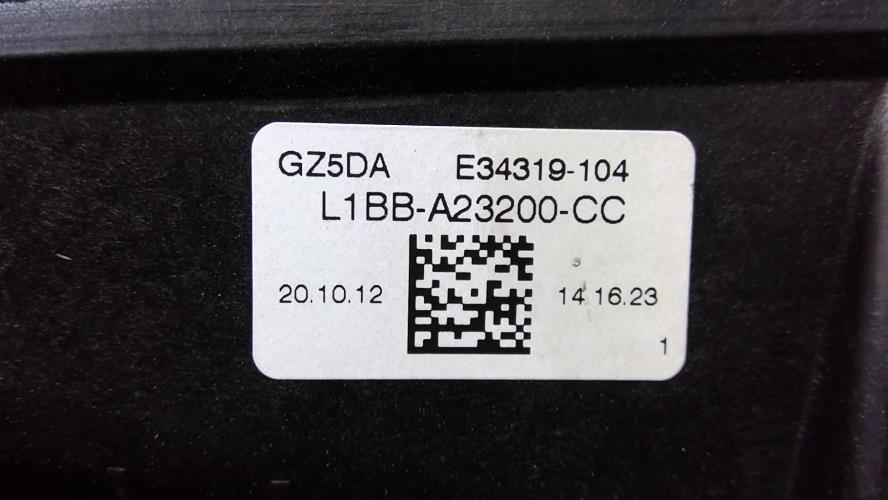 GZ5DA E34319-104
L1BB-A23200-CC
20.10.12 14 16.23
1